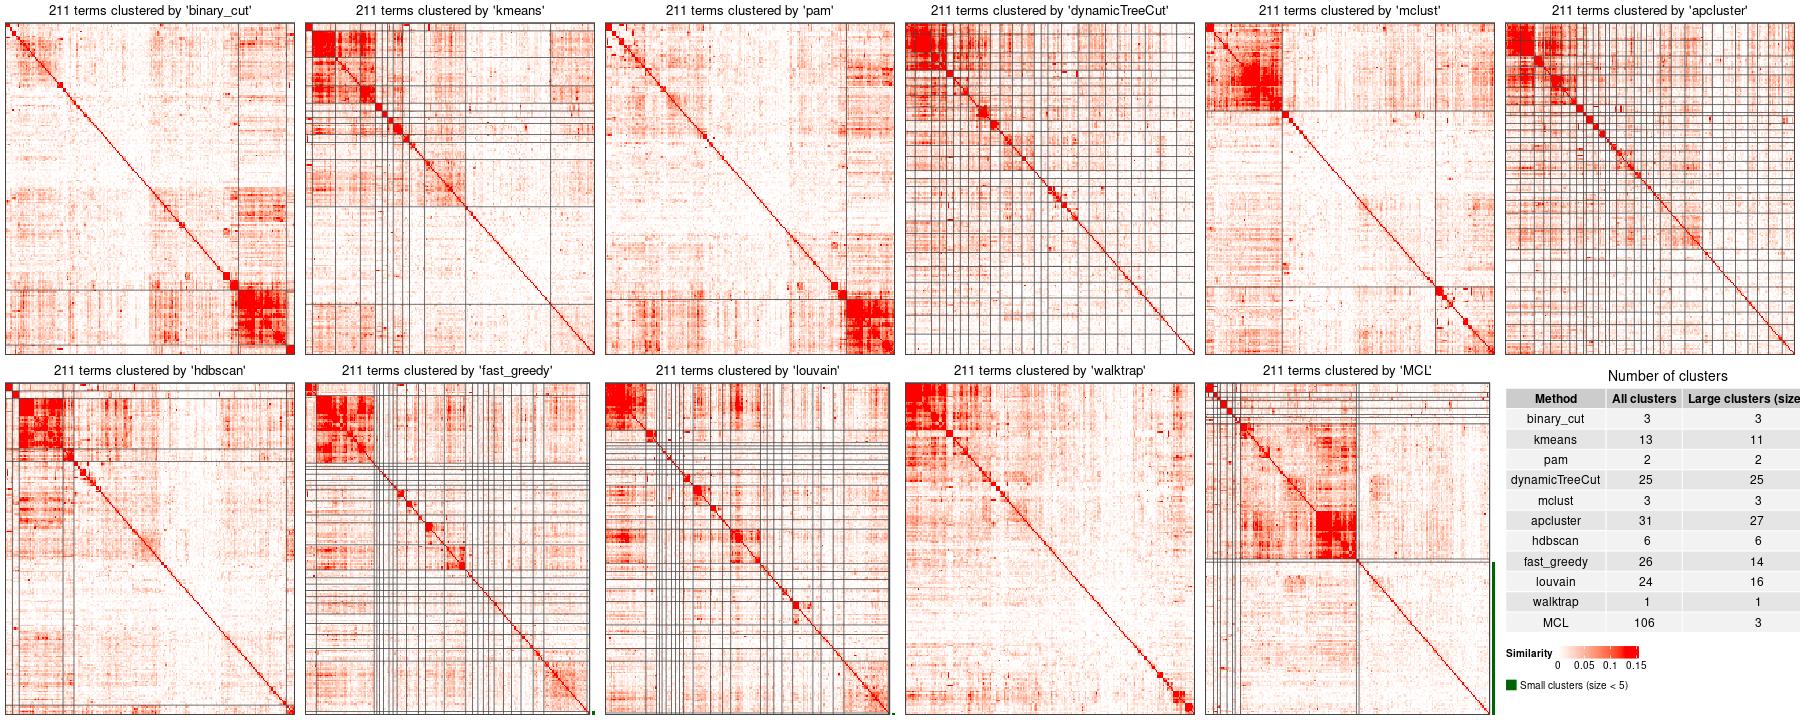 211 terms clustered by 'binary_cut'
211 terms clustered by 'kmeans'
211 terms clustered by 'pam'
211 terms clustered by 'dynamicTreeCut'
211 terms clustered by 'mclust'
211 terms clustered by 'apcluster'
211 terms clustered by 'hdbscan'
211 terms clustered by 'fast_greedy'
211 terms clustered by 'louvain'
211 terms clustered by 'walktrap'
211 terms clustered by 'MCL'
Number of clusters
Method All clusters Large clusters (size
binary_cut 3 3
kmeans 13 11
pam 2 2
dynamicTreeCut 25 25
mclust 3 3
apcluster 31 27
hdbscan 6 6
fast_greedy 26 14
louvain 24 16
walktrap 1 1
MCL 106 3
Similarity
0 0.05 0.1 0.15
Small clusters (size < 5)